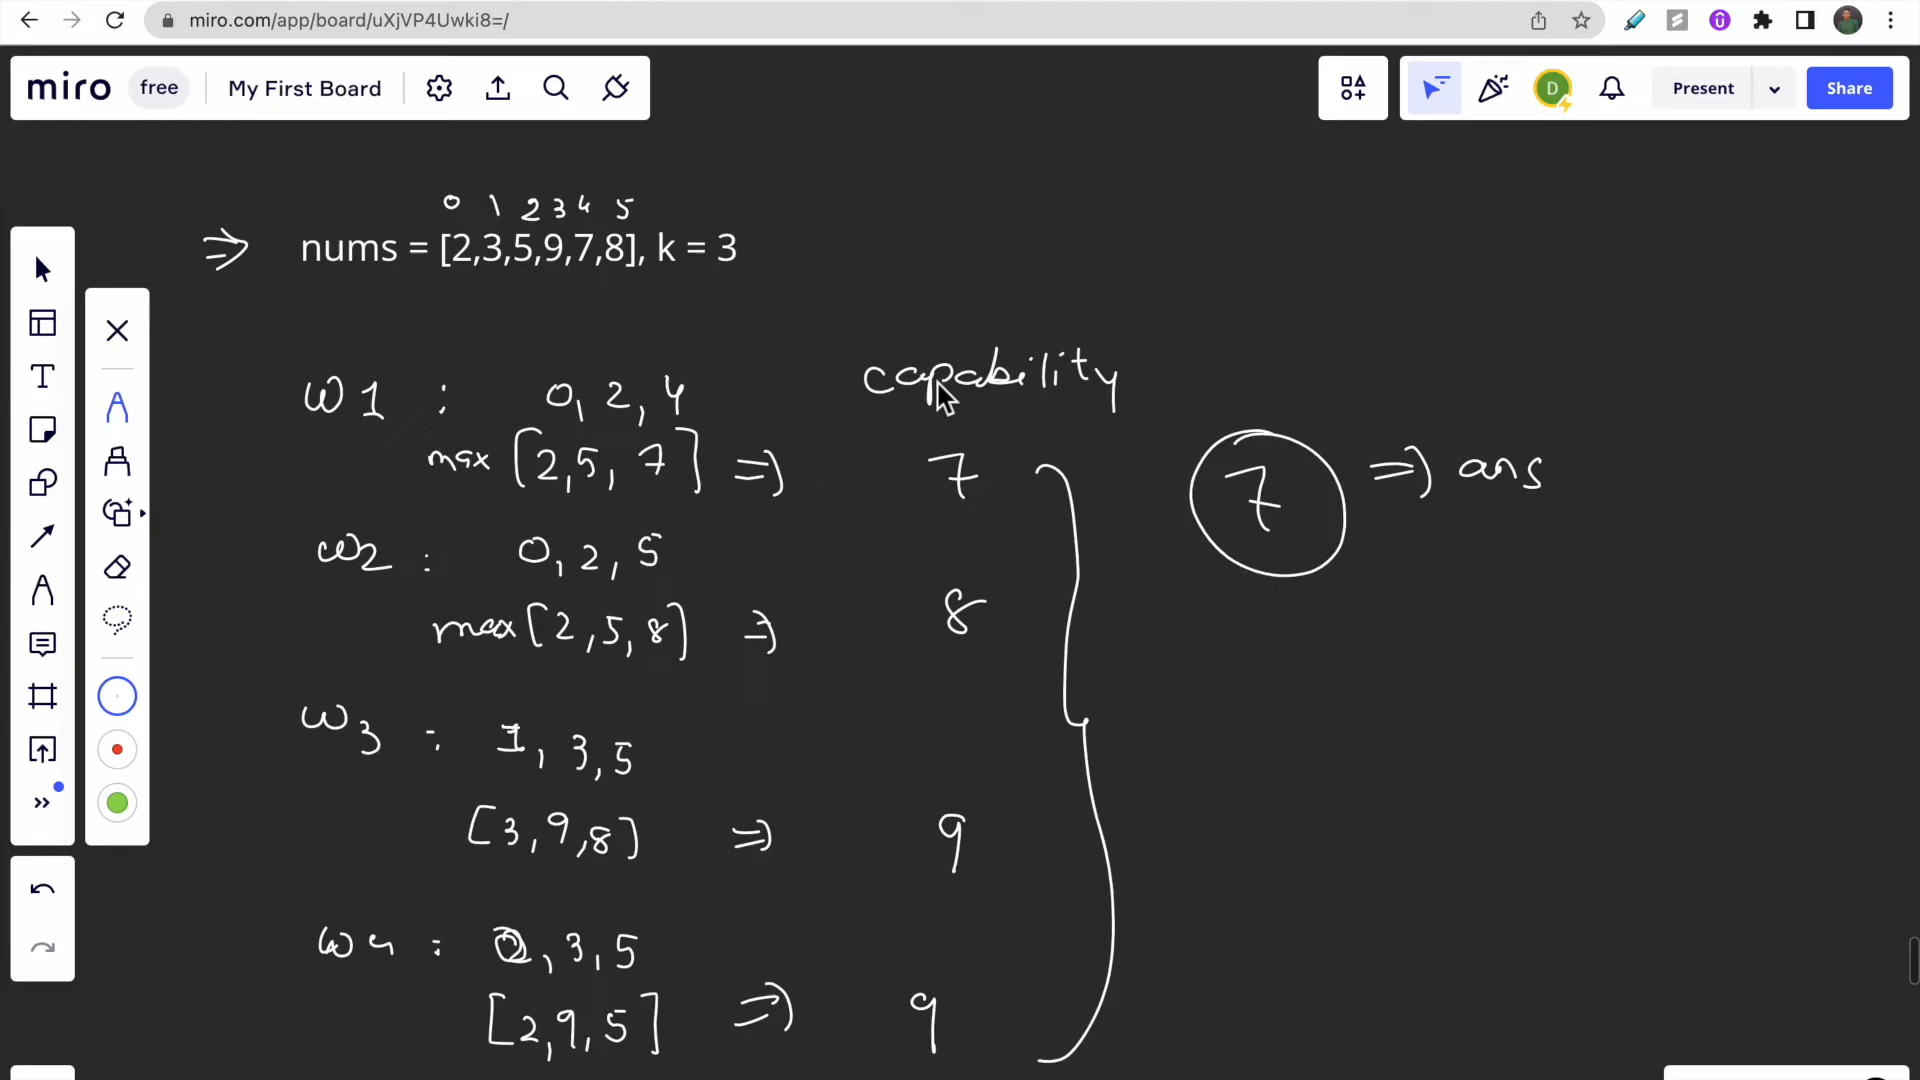 miro.com/app/board/uXjVP4Uwki8=/
miro free My First Board
D Present Share
0 1 2 3 4 5
⇒ nums = [2,3,5,9,7,8], k = 3
capability
w1 : 0, 2, 4
max [2,5, 7] ⇒ 7
7 ⇒ ans
w2 : 0, 2, 5
max [2,5,8] ⇒ 8
w3 : 1, 3, 5
[3,9,8] ⇒ 9
w4 : 0, 3, 5
[2,9,5] ⇒ 9